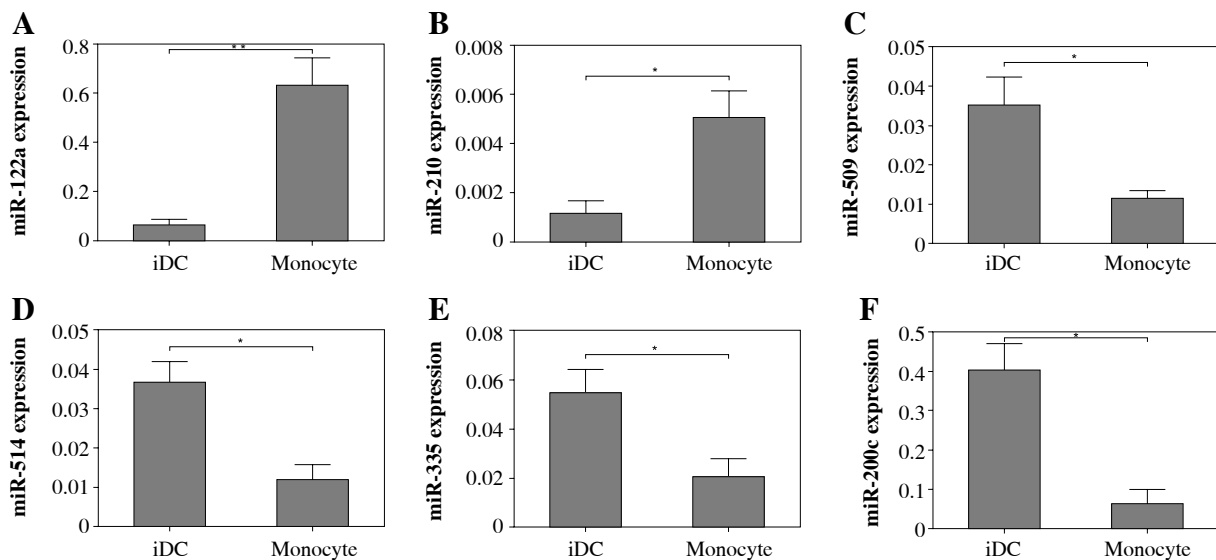 A
miR-122a expression
0.8
0.6
0.4
0.2
0
**
iDC Monocyte
B
miR-210 expression
0.008
0.006
0.004
0.002
0
*
iDC Monocyte
C
miR-509 expression
0.05
0.04
0.03
0.02
0.01
0
*
iDC Monocyte
D
miR-514 expression
0.05
0.04
0.03
0.02
0.01
0
*
iDC Monocyte
E
miR-335 expression
0.08
0.06
0.04
0.02
0
*
iDC Monocyte
F
miR-200c expression
0.5
0.4
0.3
0.2
0.1
0
*
iDC Monocyte